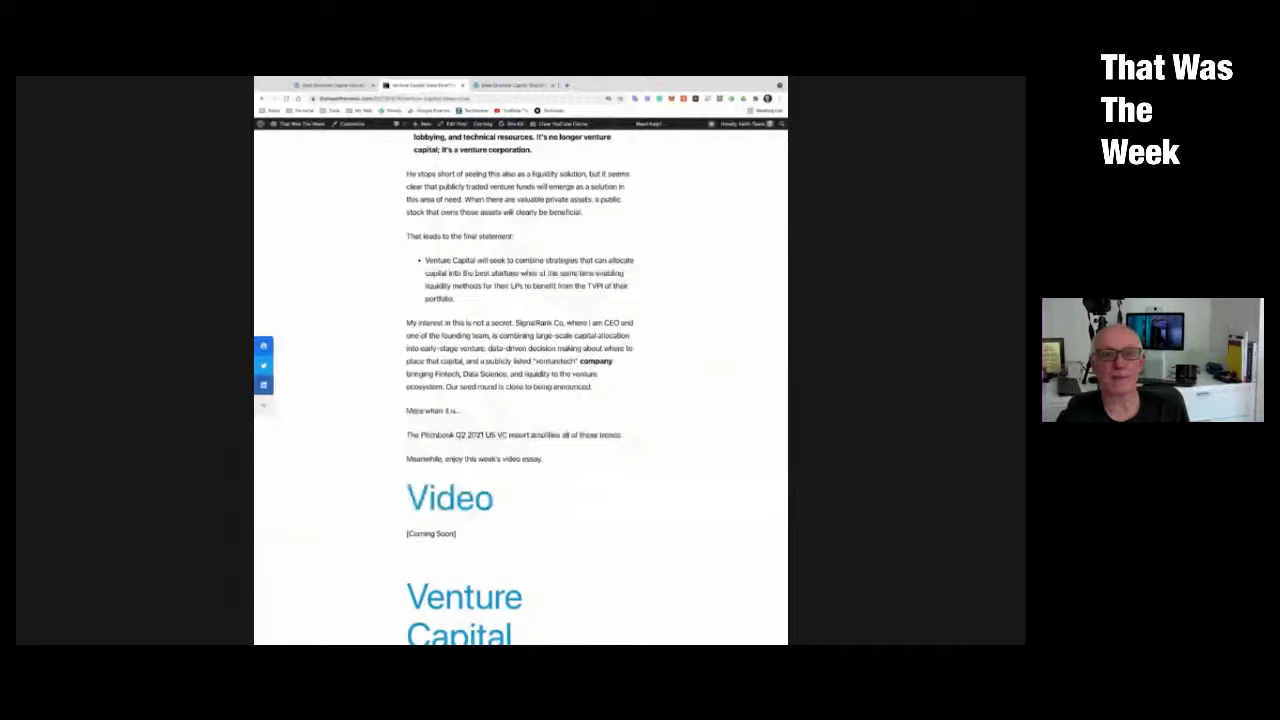 That Was
The
Week
lobbying, and technical resources. It's no longer venture
capital; it's a venture corporation.
He stops short of seeing this also as a liquidity solution, but it seems
clear that publicly traded venture funds will emerge as a solution in
this area of need. When there are valuable private assets, a public
stock that owns those assets will clearly be beneficial.
That leads to the final statement:
• Venture Capital will seek to combine strategies that can allocate
capital into the best startups whilst at the same time enabling
liquidity methods for their LPs to benefit from the TVPI of their
portfolio.
My interest in this is not a secret. SignalRank Co, where I am CEO and
one of the founding team, is combining large-scale capital allocation
into early-stage venture, data-driven decision making about where to
place that capital, and a publicly listed "venturetech" company
bringing Fintech, Data Science, and liquidity to the venture
ecosystem. Our seed round is close to being announced.
More when it is...
The Pitchbook Q2 2021 US VC report amplifies all of these trends.
Meanwhile, enjoy this week's video essay.
Video
[Coming Soon]
Venture
Capital